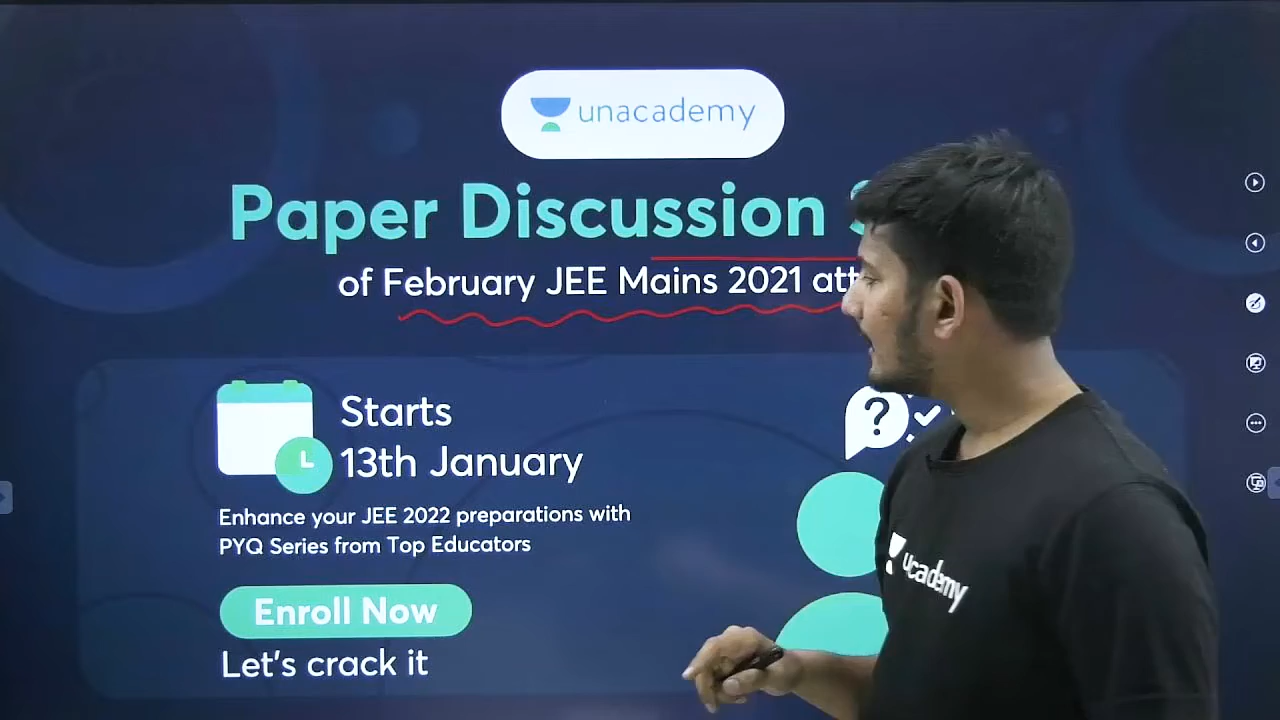 unacademy
Paper Discussion
of February JEE Mains 2021
Starts
13th January
Enhance your JEE 2022 preparations with
PYQ Series from Top Educators
Enroll Now
Let's crack it
?